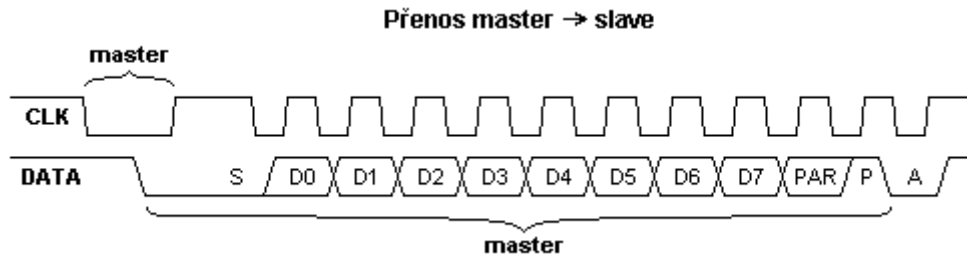 Přenos master → slave
master
CLK
DATA S D0 D1 D2 D3 D4 D5 D6 D7 PAR P A
master